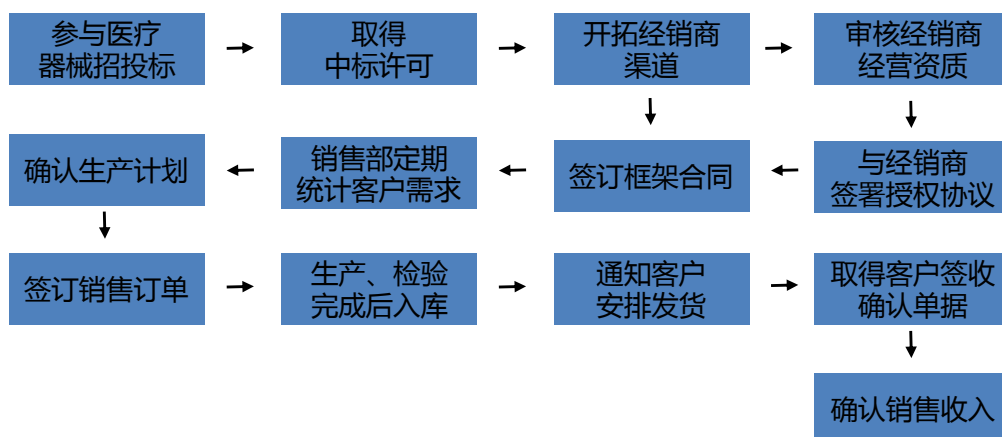 参与医疗
器械招投标
取得
中标许可
开拓经销商
渠道
审核经销商
经营资质
与经销商
签署授权协议
签订框架合同
销售部定期
统计客户需求
确认生产计划
签订销售订单
生产、检验
完成后入库
通知客户
安排发货
取得客户签收
确认单据
确认销售收入